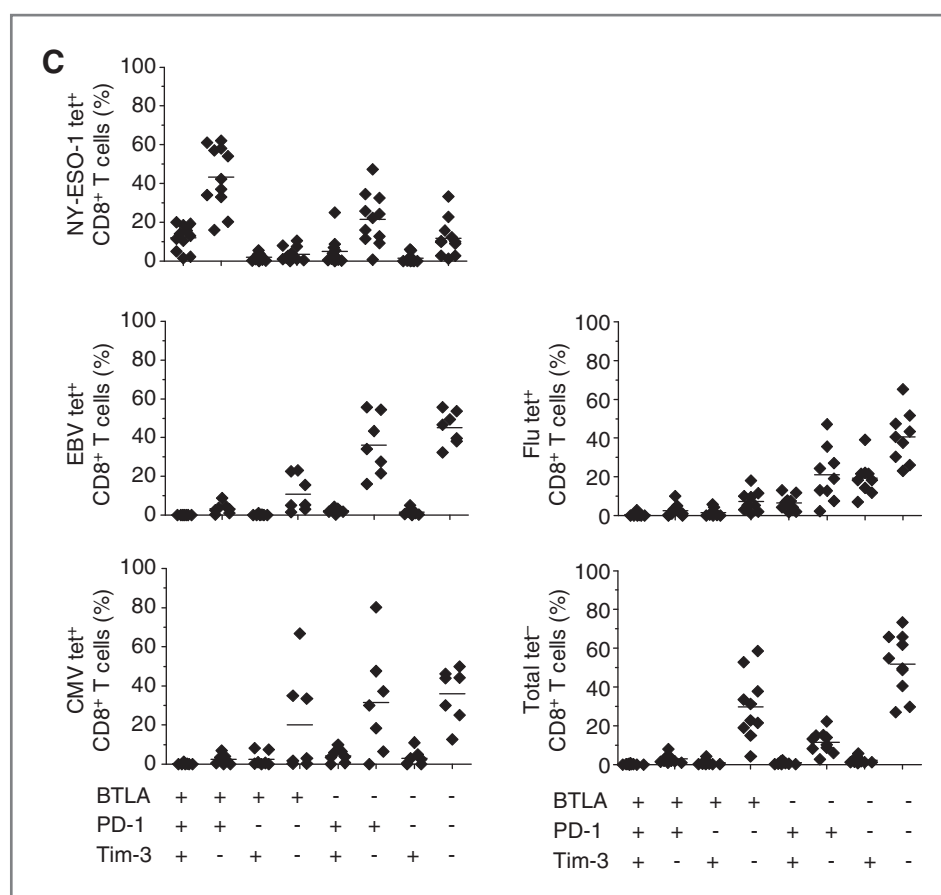 C
NY-ESO-1 tet⁺
CD8⁺ T cells (%)
100
80
60
40
20
0
EBV tet⁺
CD8⁺ T cells (%)
100
80
60
40
20
0
Flu tet⁺
CD8⁺ T cells (%)
100
80
60
40
20
0
CMV tet⁺
CD8⁺ T cells (%)
100
80
60
40
20
0
Total tet⁻
CD8⁺ T cells (%)
100
80
60
40
20
0
BTLA + + + + - - - -
PD-1 + + - - + + - -
Tim-3 + - + - + - + -
BTLA + + + + - - - -
PD-1 + + - - + + - -
Tim-3 + - + - + - + -